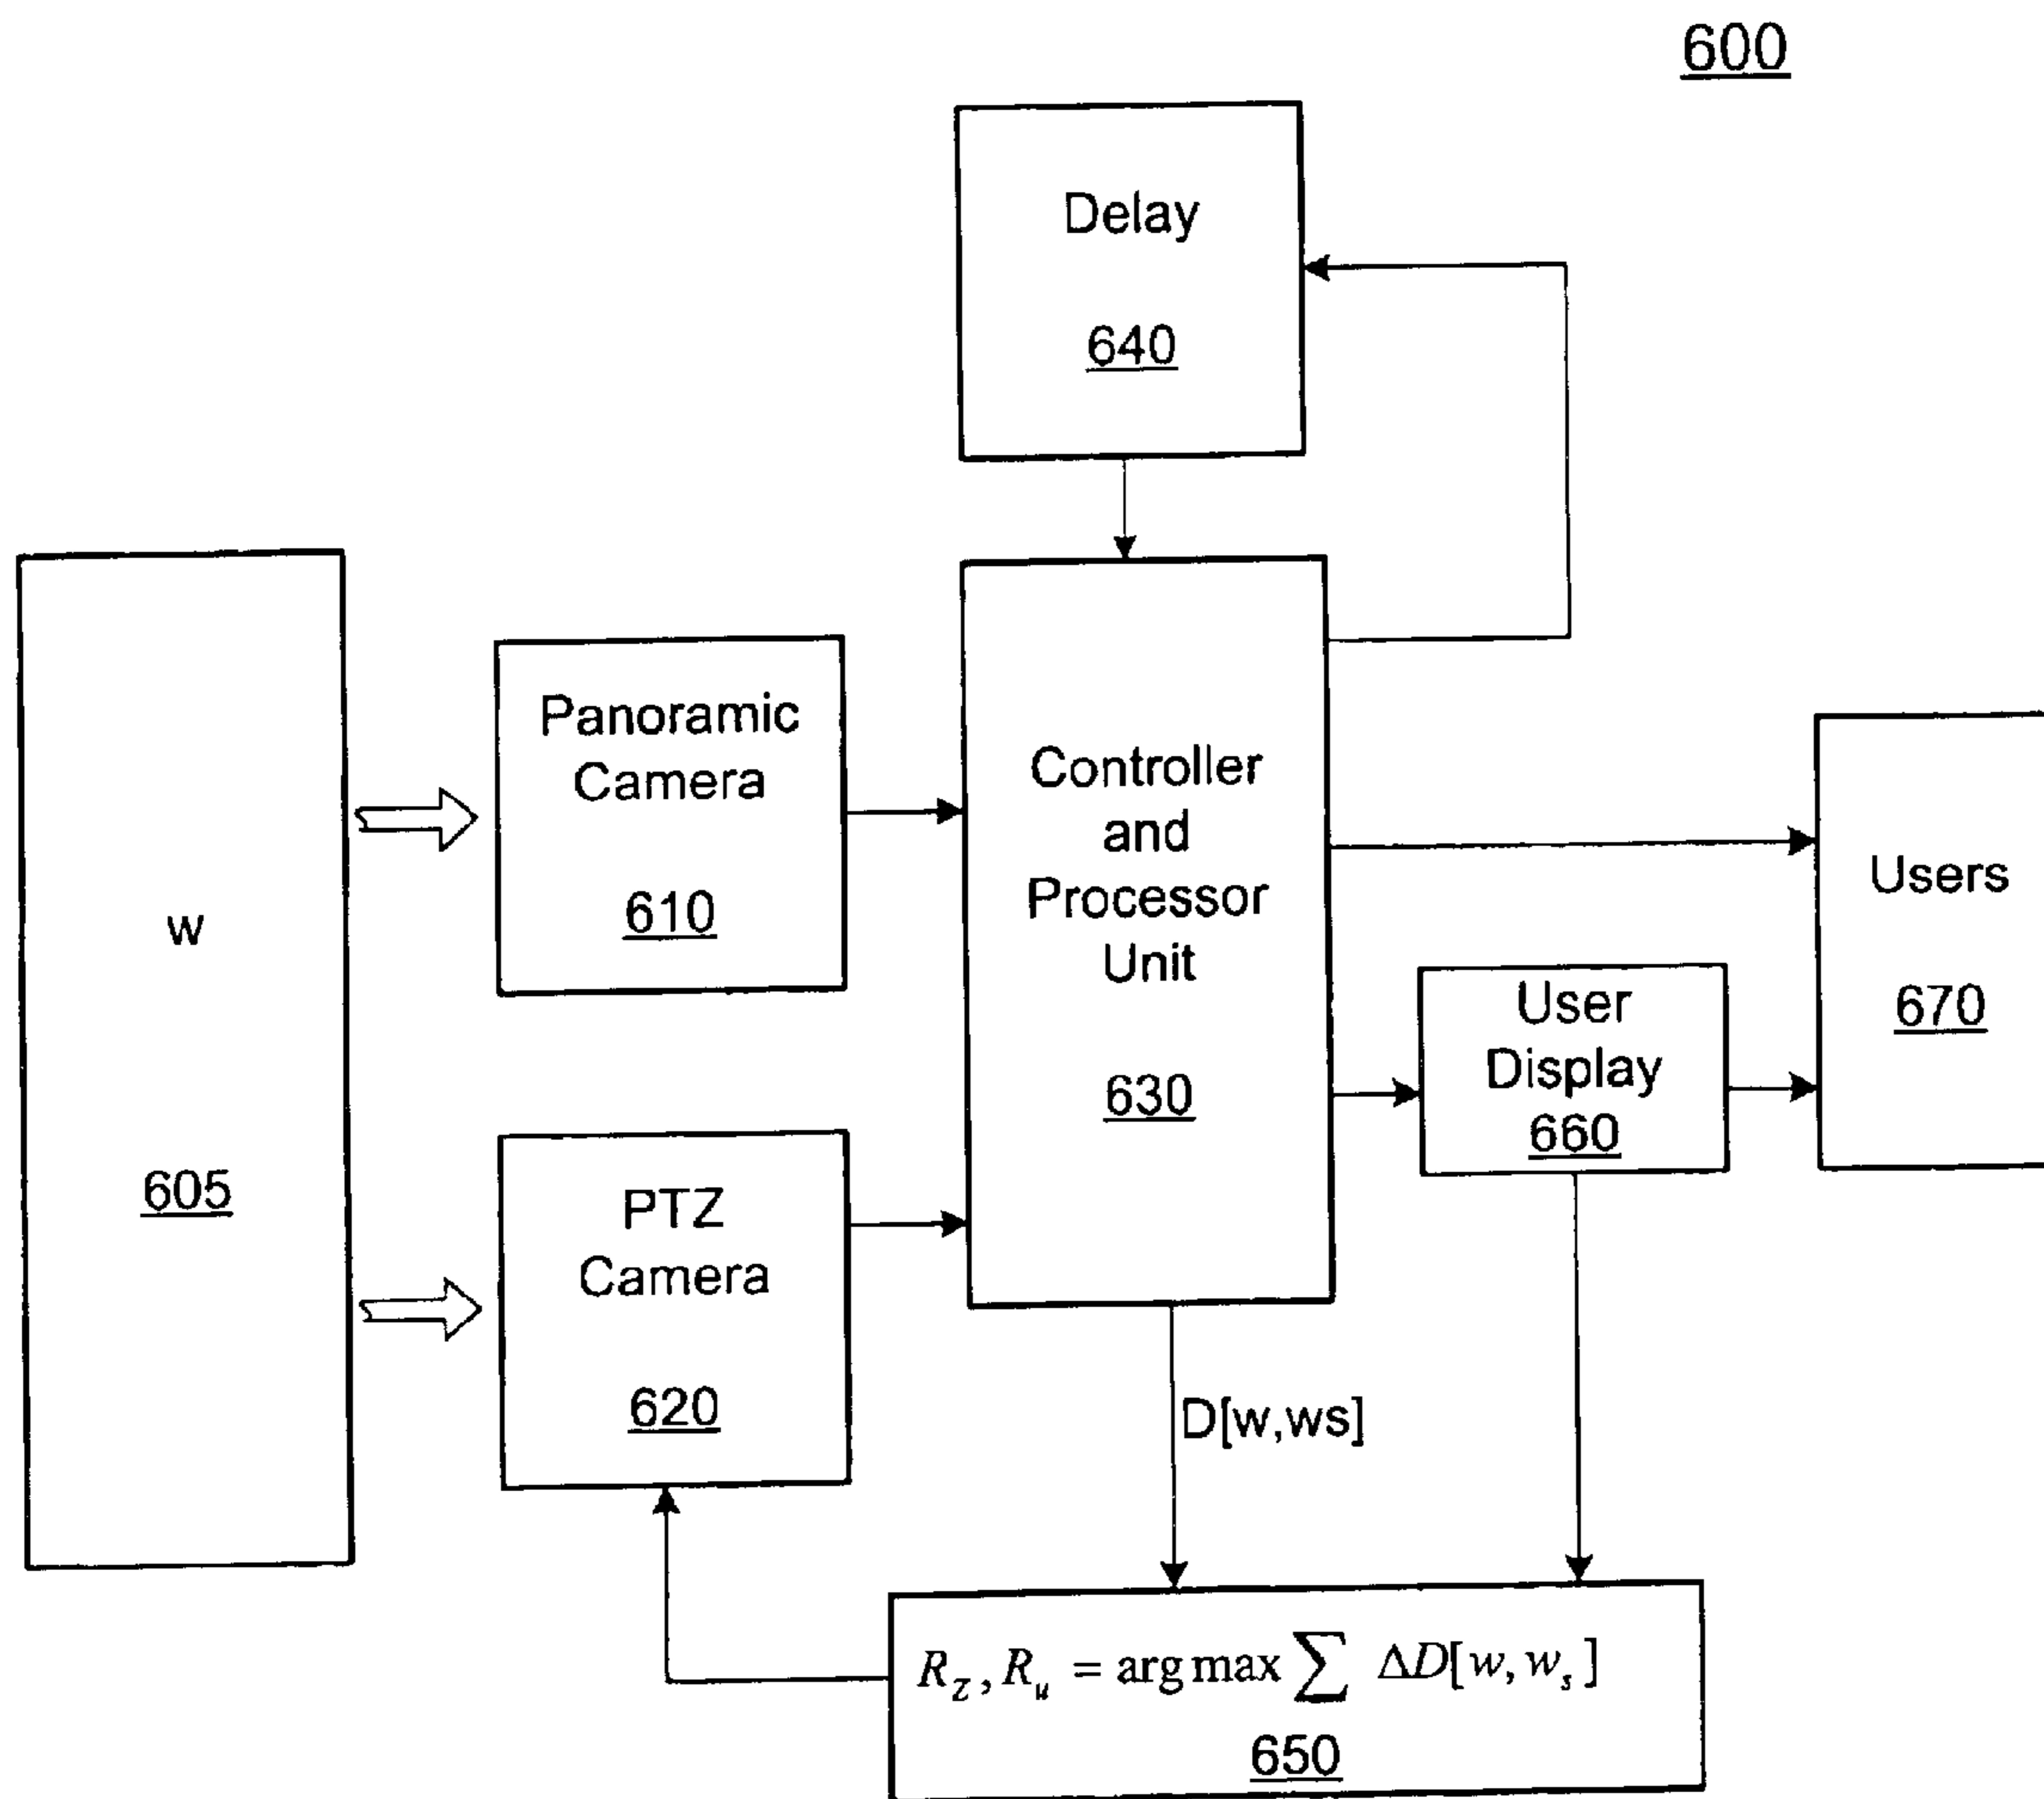 600
Delay
640
w
605
Panoramic
Camera
610
Controller
and
Processor
Unit
630
Users
670
User
Display
660
PTZ
Camera
620
D[w,ws]
R_Z, R_u = arg max ∑ ΔD[w, w_s]
650